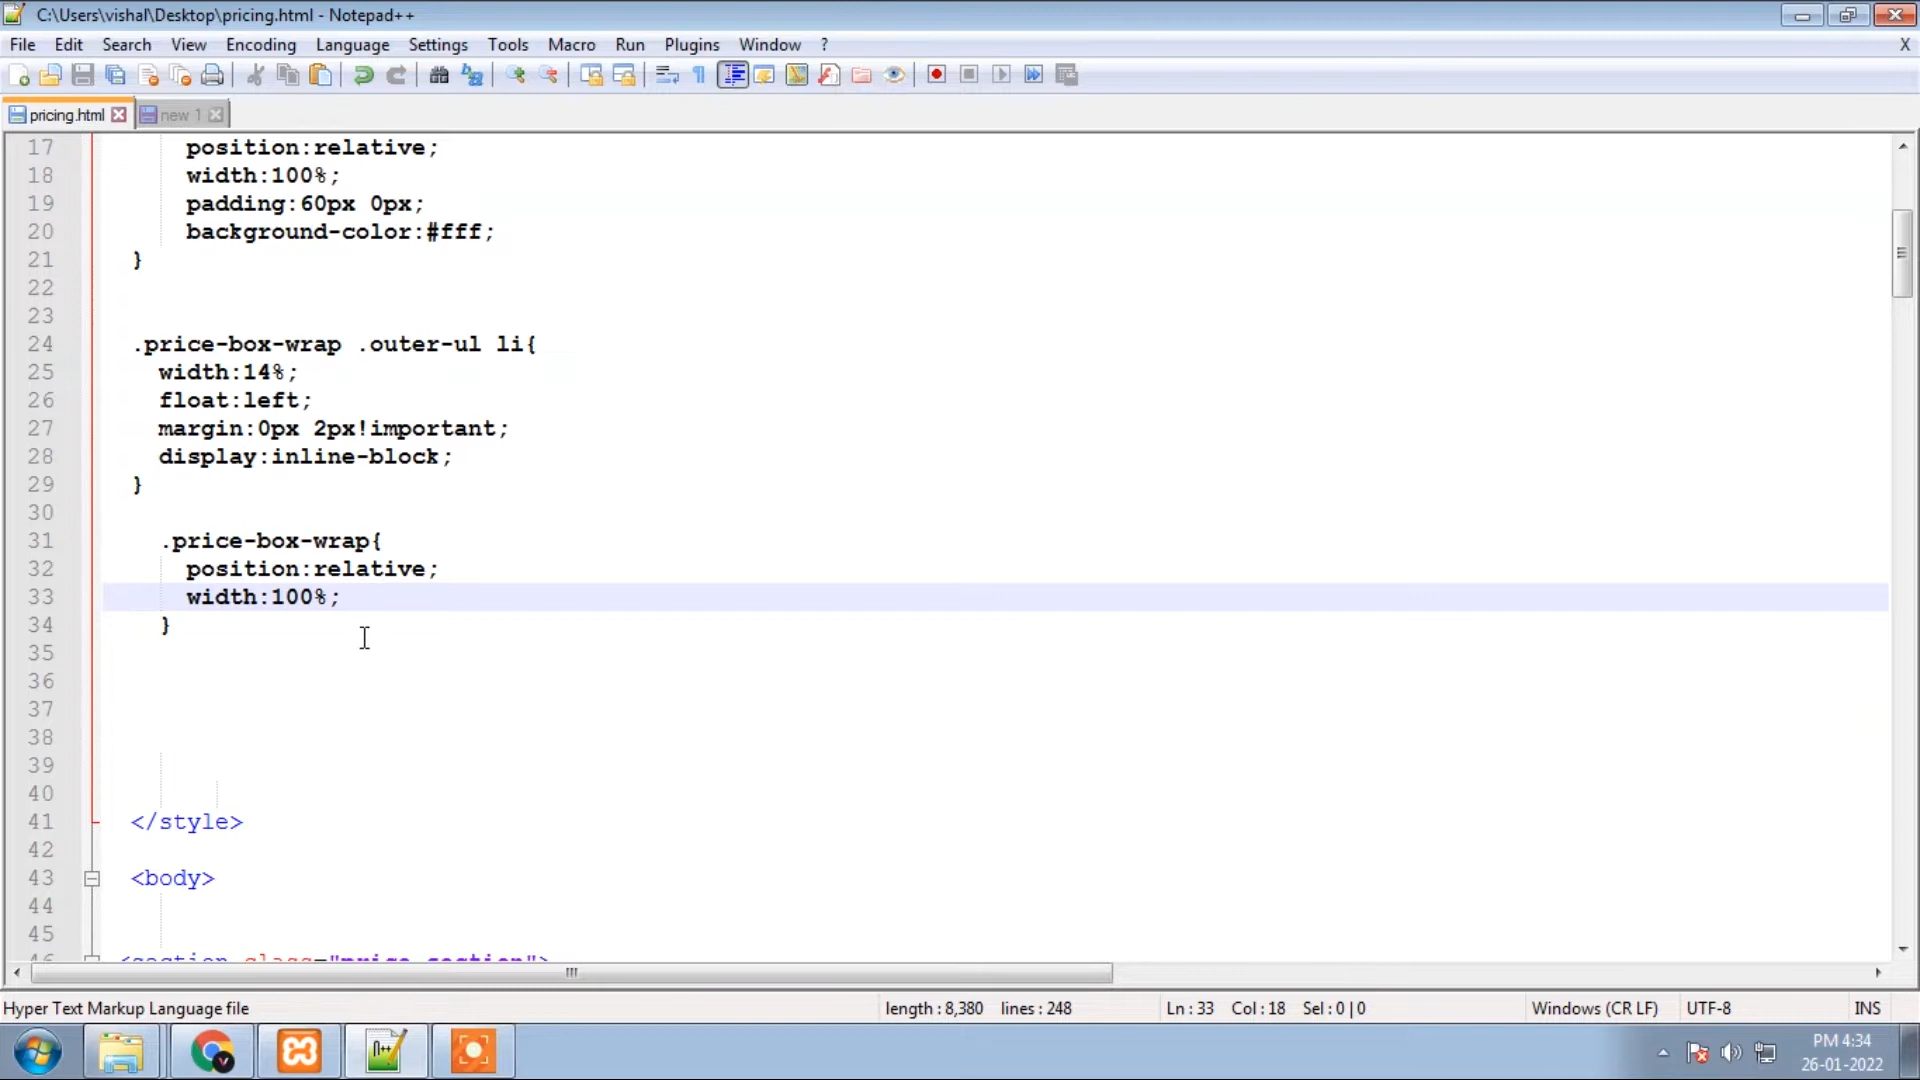 C:\Users\vishal\Desktop\pricing.html - Notepad++
File Edit Search View Encoding Language Settings Tools Macro Run Plugins Window ? X
pricing.html new 1
17 position:relative;
18 width:100%;
19 padding:60px 0px;
20 background-color:#fff;
21 }
22
23
24 .price-box-wrap .outer-ul li{
25 width:14%;
26 float:left;
27 margin:0px 2px!important;
28 display:inline-block;
29 }
30
31 .price-box-wrap{
32 position:relative;
33 width:100%;
34 }
35
36
37
38
39
40
41 </style>
42
43 <body>
44
45
46 <section class="price-section">
Hyper Text Markup Language file length : 8,380 lines : 248 Ln : 33 Col : 18 Sel : 0 | 0 Windows (CR LF) UTF-8 INS
PM 4:34
26-01-2022